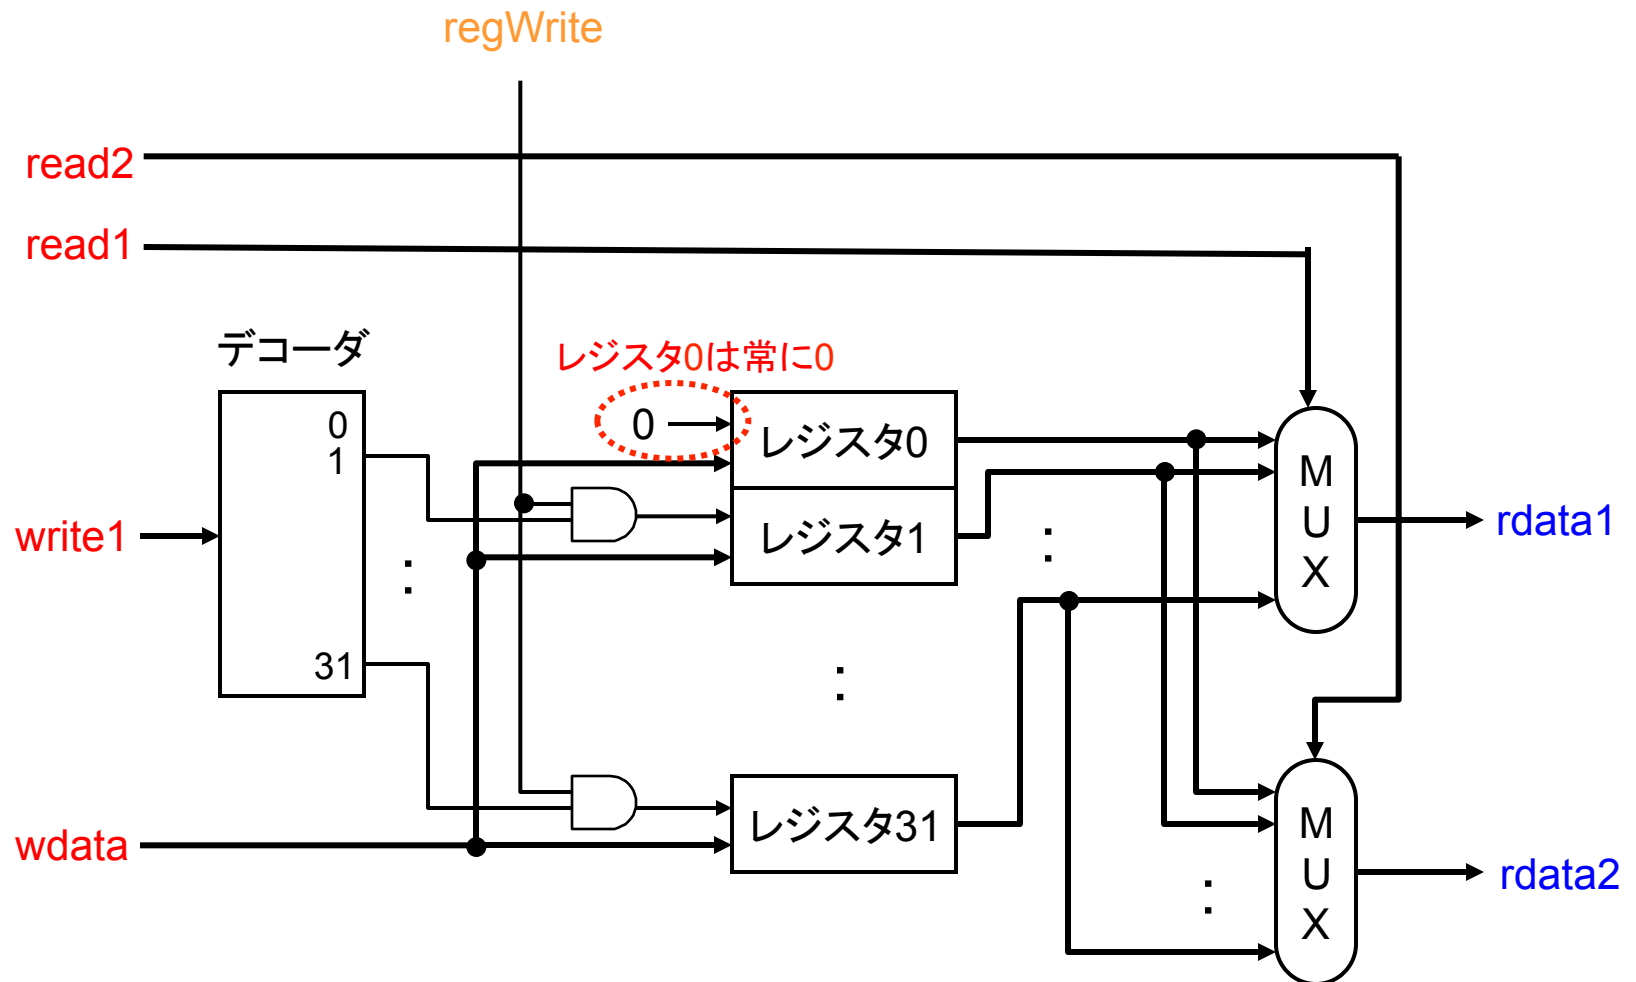 regWrite
read2
read1
デコーダ
レジスタ0は常に0
0
1
31
0
レジスタ0
レジスタ1
:
レジスタ31
:
:
:
write1
wdata
M
U
X
rdata1
M
U
X
rdata2